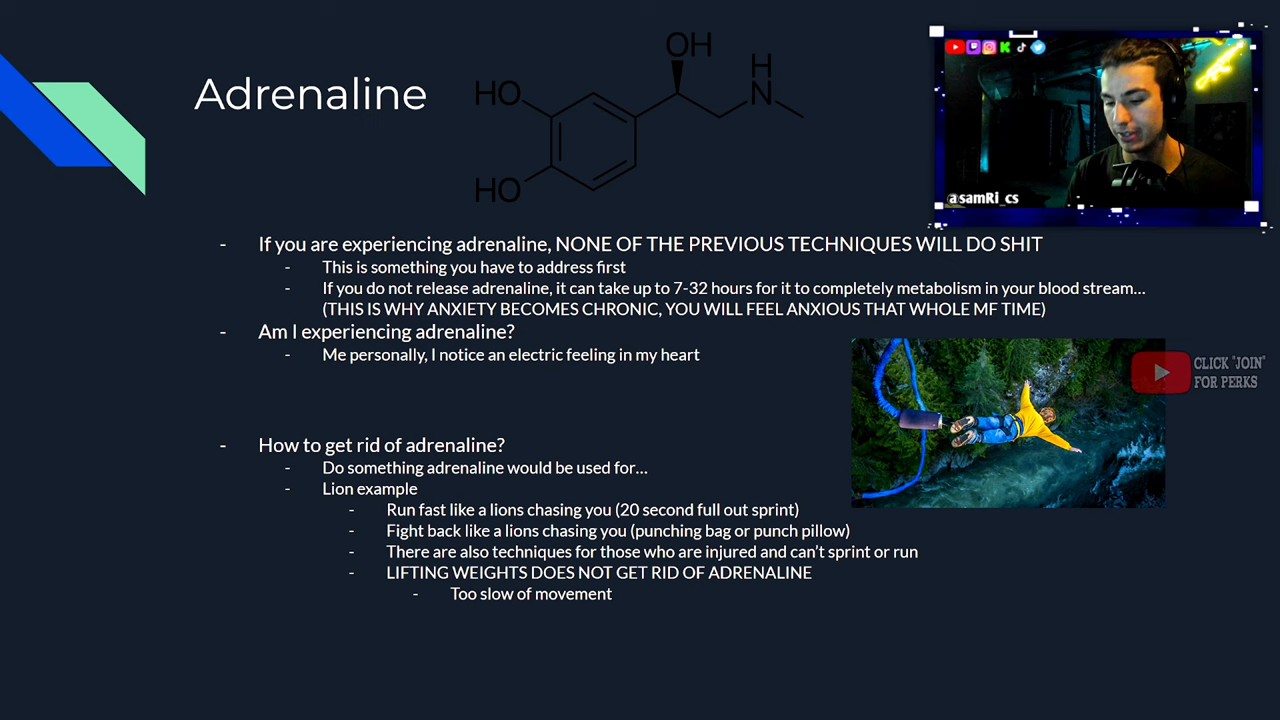 Adrenaline
HO
HO
OH
H
N
@samRi_cs
- If you are experiencing adrenaline, NONE OF THE PREVIOUS TECHNIQUES WILL DO SHIT
- This is something you have to address first
- If you do not release adrenaline, it can take up to 7-32 hours for it to completely metabolism in your blood stream…
(THIS IS WHY ANXIETY BECOMES CHRONIC, YOU WILL FEEL ANXIOUS THAT WHOLE MF TIME)
- Am I experiencing adrenaline?
- Me personally, I notice an electric feeling in my heart
CLICK "JOIN"
FOR PERKS
- How to get rid of adrenaline?
- Do something adrenaline would be used for…
- Lion example
- Run fast like a lions chasing you (20 second full out sprint)
- Fight back like a lions chasing you (punching bag or punch pillow)
- There are also techniques for those who are injured and can't sprint or run
- LIFTING WEIGHTS DOES NOT GET RID OF ADRENALINE
- Too slow of movement